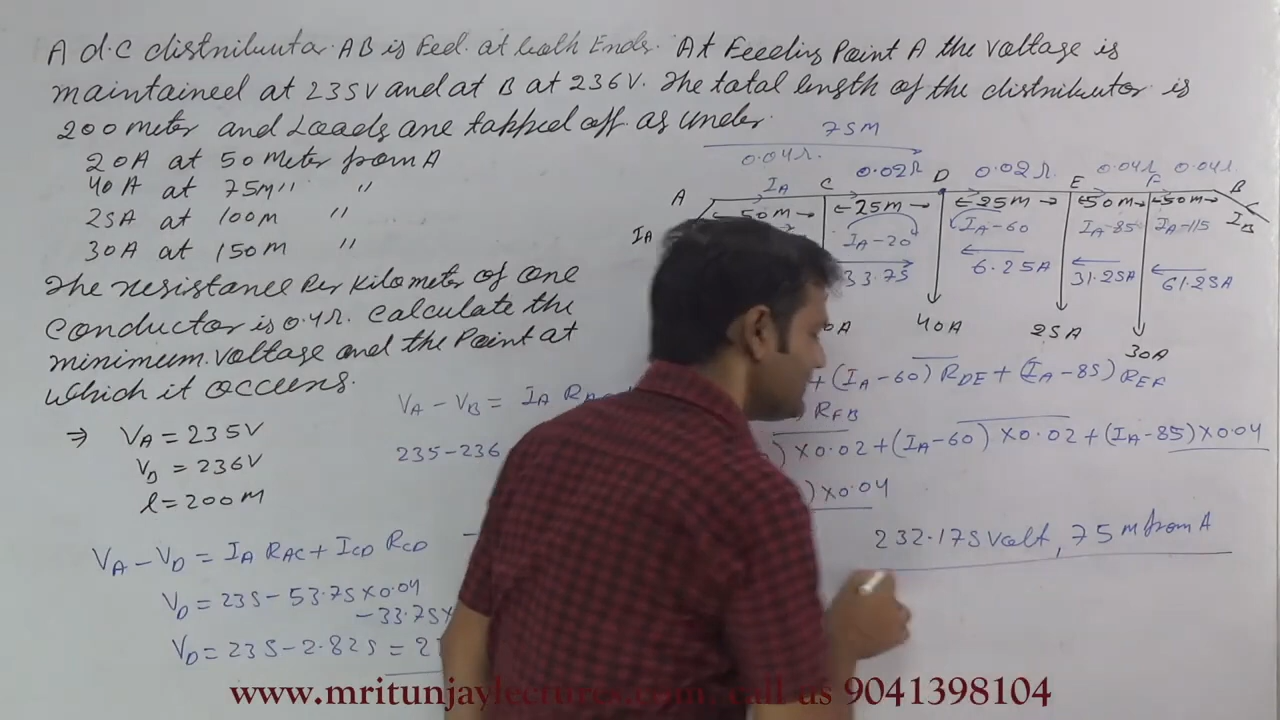 A d.c distributor AB is Fed at both Ends. At Feeding Point A the voltage is
maintained at 235V and at B at 236V. The total length of the distributor is
200 meter and Loads are tapped off as under.
20A at 50 Meter from A
40A at 75M " "
25A at 100m "
30A at 150m "
The resistance Per Kilometer of one
Conductor is 0.4Ω. Calculate the
minimum voltage and the Point at
which it occurs.
⇒ VA = 235V
VB = 236V
l = 200M
VA - VD = IA RAC + ICD RCD
VD = 235 - 53.75×0.04
- 33.75×
VD = 235 - 2.825 =
75M
0.04Ω. 0.02Ω D 0.02Ω 0.04Ω 0.04Ω
A IA C E F B
50M 25M 25M 50M 50M
IA IA-20 IA-60 IA-85 IA-115 IB
33.75 6.25A 31.25A 61.25A
0A 40A 25A 30A
VA - VB = IA RA + (IA-60) RDE + (IA-85) REF
RFB
235-236 )×0.02 + (IA-60)×0.02 + (IA-85)×0.04
)×0.04
232.175 Volt, 75 m from A
www.mritunjaylectures.com, call us 9041398104